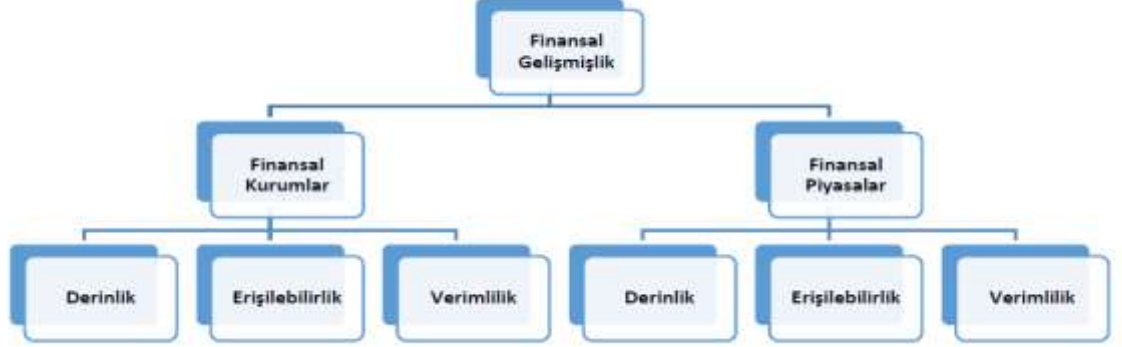 Finansal
Gelişmişlik
Finansal
Kurumlar
Finansal
Piyasalar
Derinlik
Erişilebilirlik
Verimlilik
Derinlik
Erişilebilirlik
Verimlilik